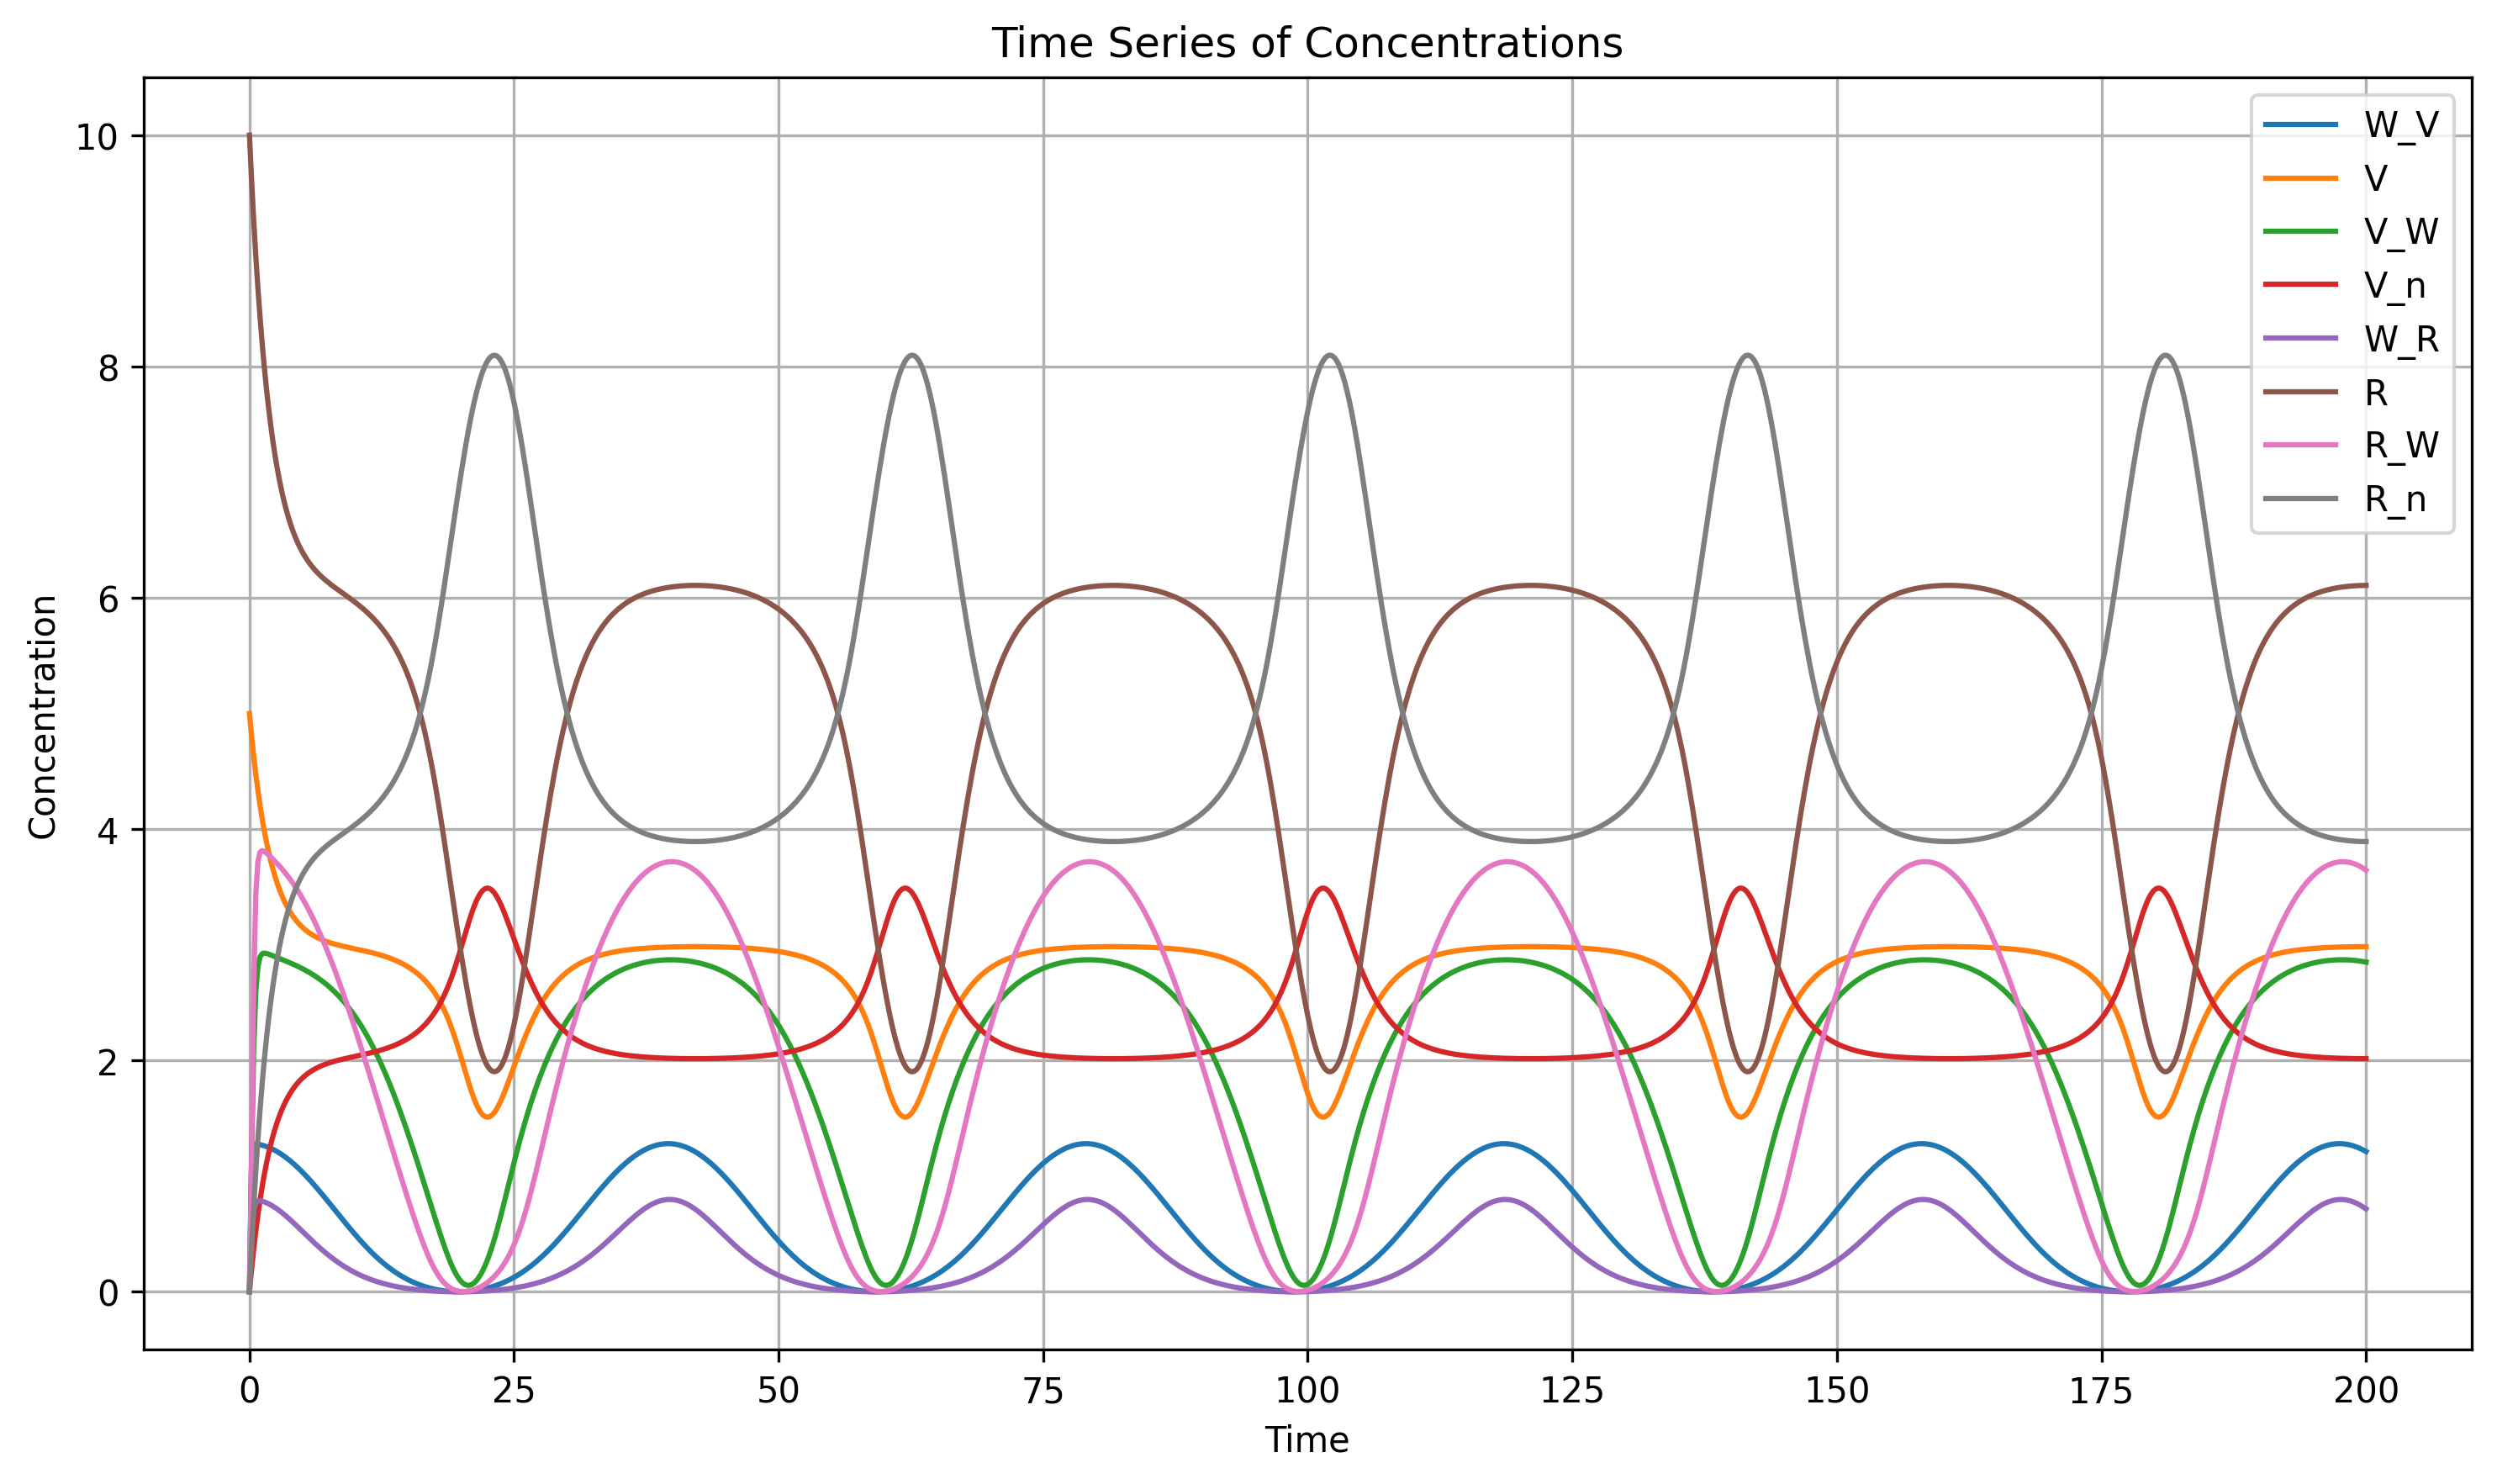 Time Series of Concentrations
Concentration
10
8
6
4
2
0
0 25 50 75 100 125 150 175 200
Time
W_V
V
V_W
V_n
W_R
R
R_W
R_n